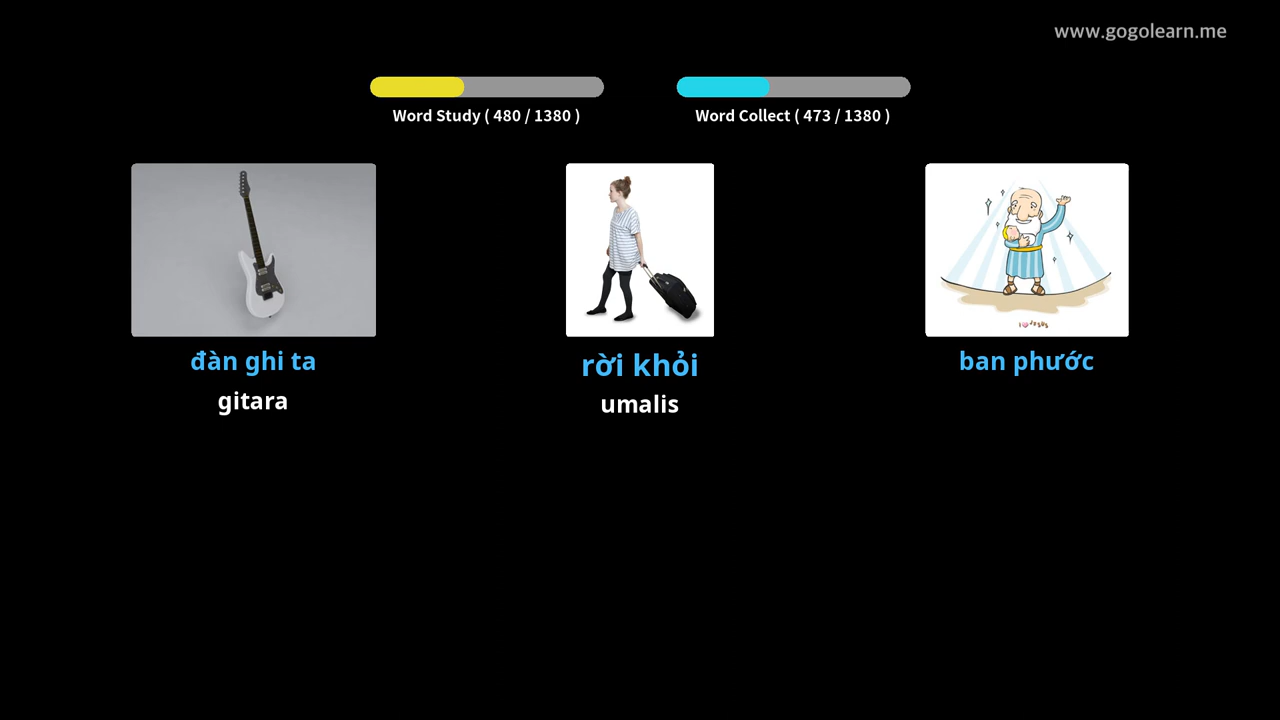 www.gogolearn.me
Word Study ( 480 / 1380 )
Word Collect ( 473 / 1380 )
đàn ghi ta
gitara
rời khỏi
umalis
I ♥ JESUS
ban phước